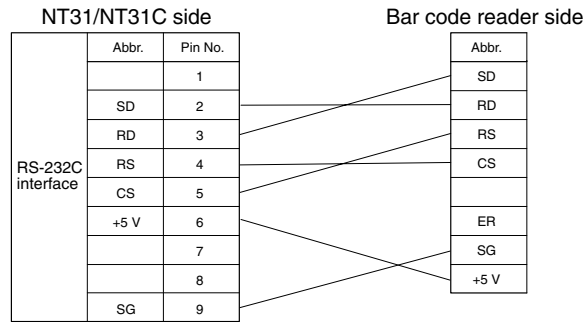 NT31/NT31C side Bar code reader side
Abbr. Pin No. Abbr.
1 SD
SD 2 RD
RD 3 RS
RS-232C RS 4 CS
interface CS 5
+5 V 6 ER
7 SG
8 +5 V
SG 9